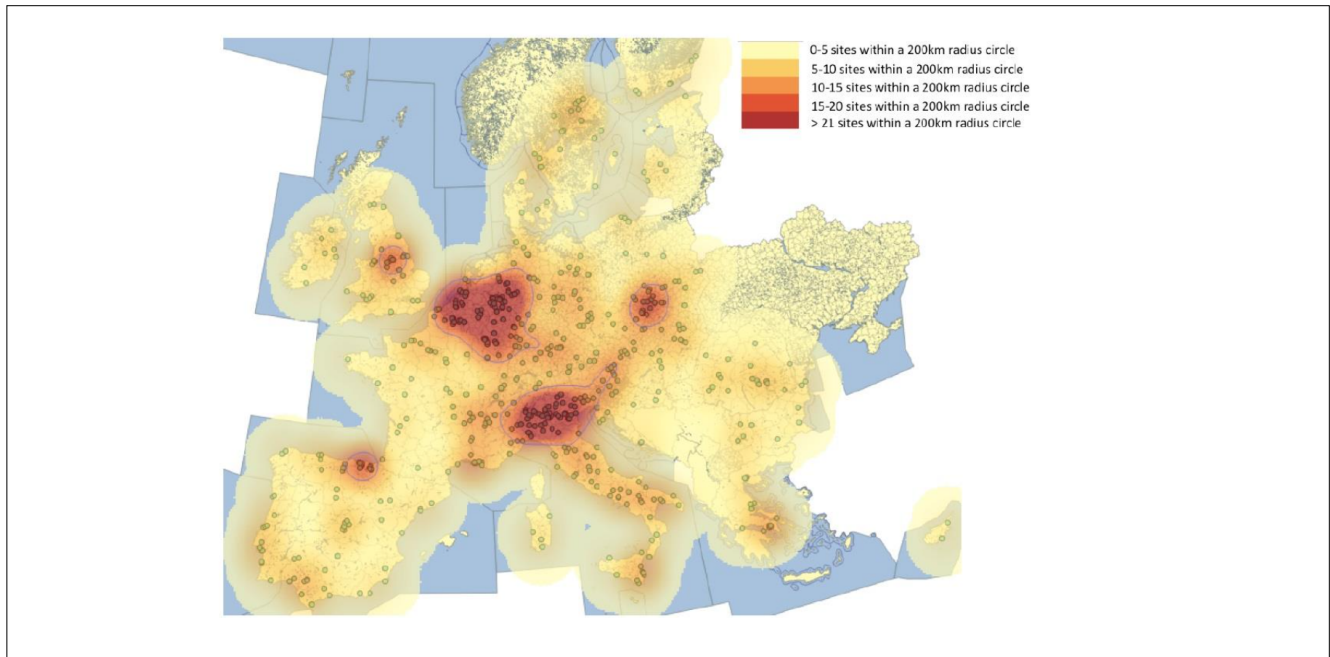 0-5 sites within a 200km radius circle
5-10 sites within a 200km radius circle
10-15 sites within a 200km radius circle
15-20 sites within a 200km radius circle
> 21 sites within a 200km radius circle